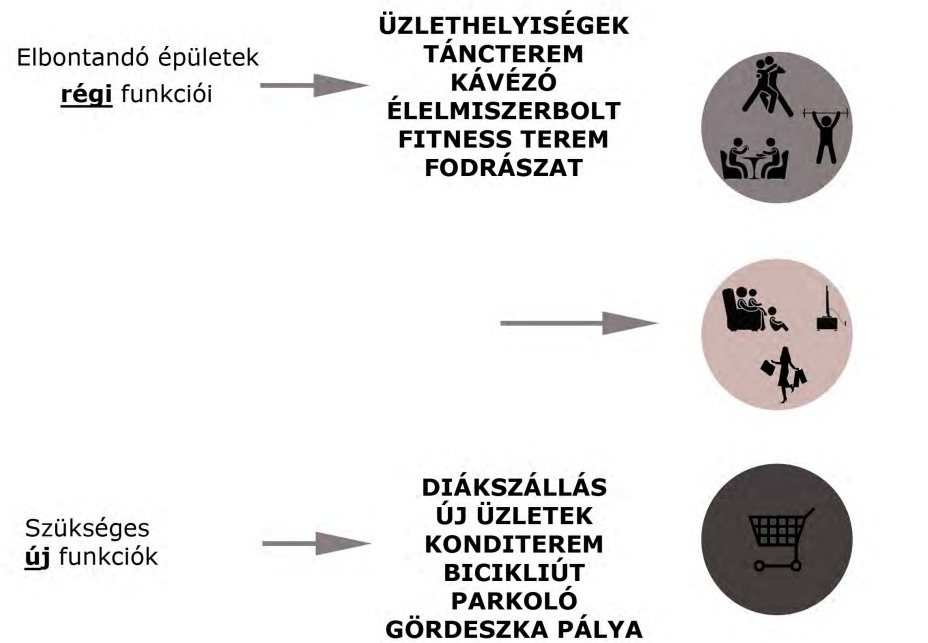 Elbontandó épületek
régi funkciói
ÜZLETHELYISÉGEK
TÁNCTEREM
KÁVÉZÓ
ÉLELMISZERBOLT
FITNESS TEREM
FODRÁSZAT
Szükséges
új funkciók
DIÁKSZÁLLÁS
ÚJ ÜZLETEK
KONDITEREM
BICIKLIÚT
PARKOLÓ
GÖRDESZKA PÁLYA